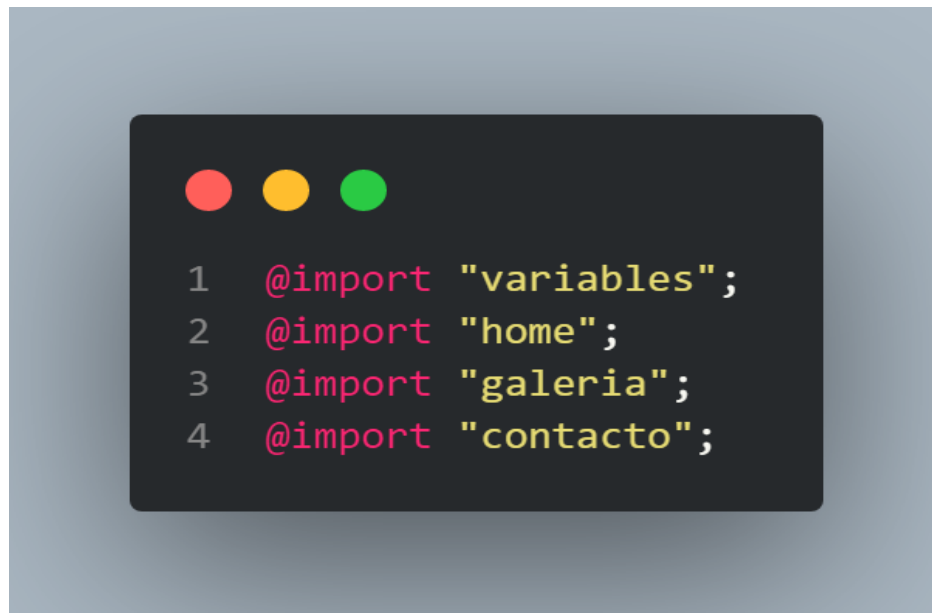 1 @import "variables";
2 @import "home";
3 @import "galeria";
4 @import "contacto";